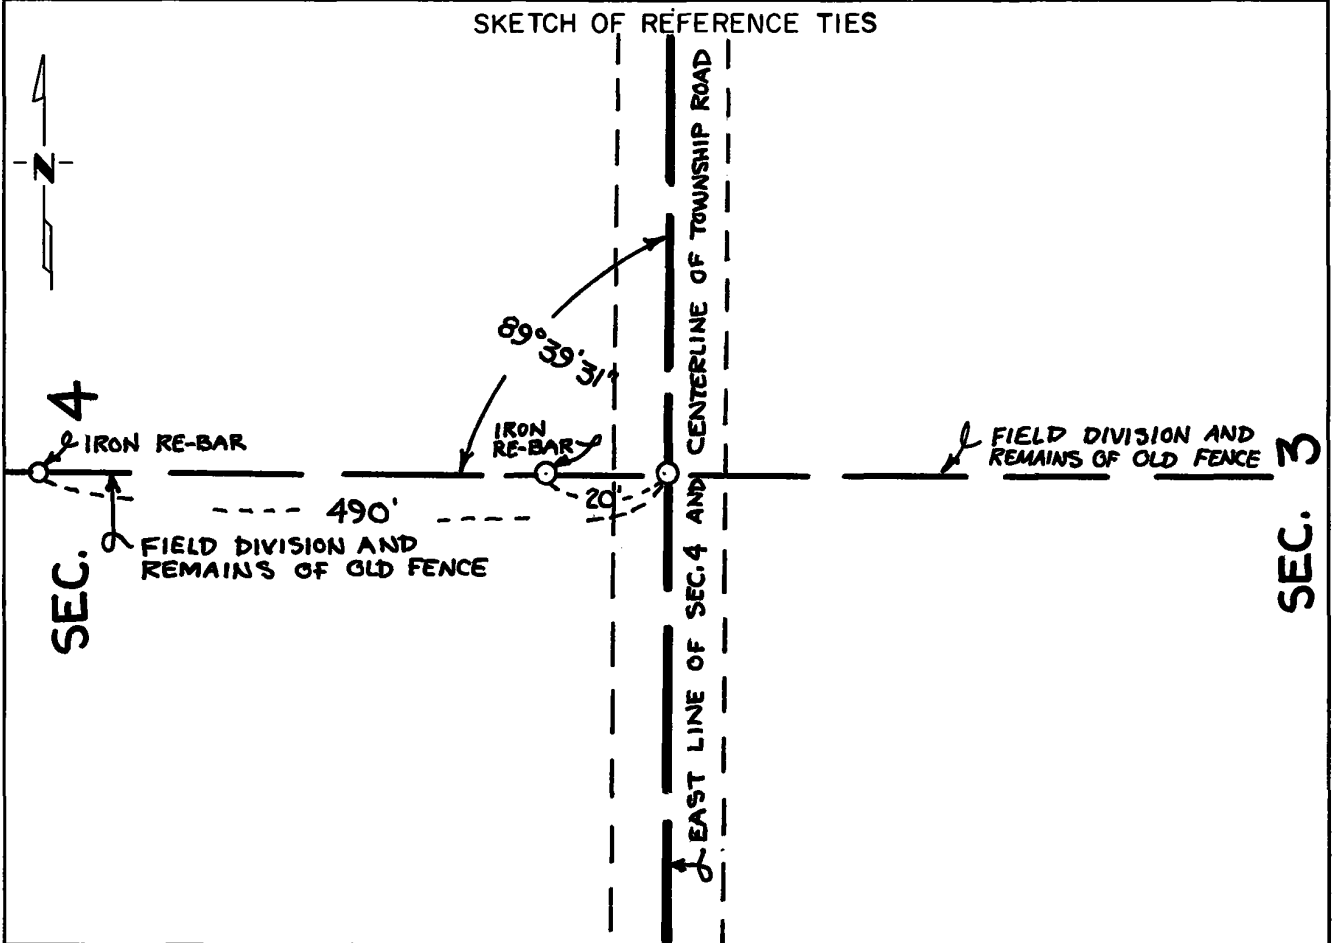 SKETCH OF REFERENCE TIES
N
EAST LINE OF SEC. 4 AND CENTERLINE OF TOWNSHIP ROAD
89°39'31"
SEC. 4
IRON RE-BAR
IRON
RE-BAR
FIELD DIVISION AND
REMAINS OF OLD FENCE
SEC. 3
20'
490'
FIELD DIVISION AND
REMAINS OF OLD FENCE